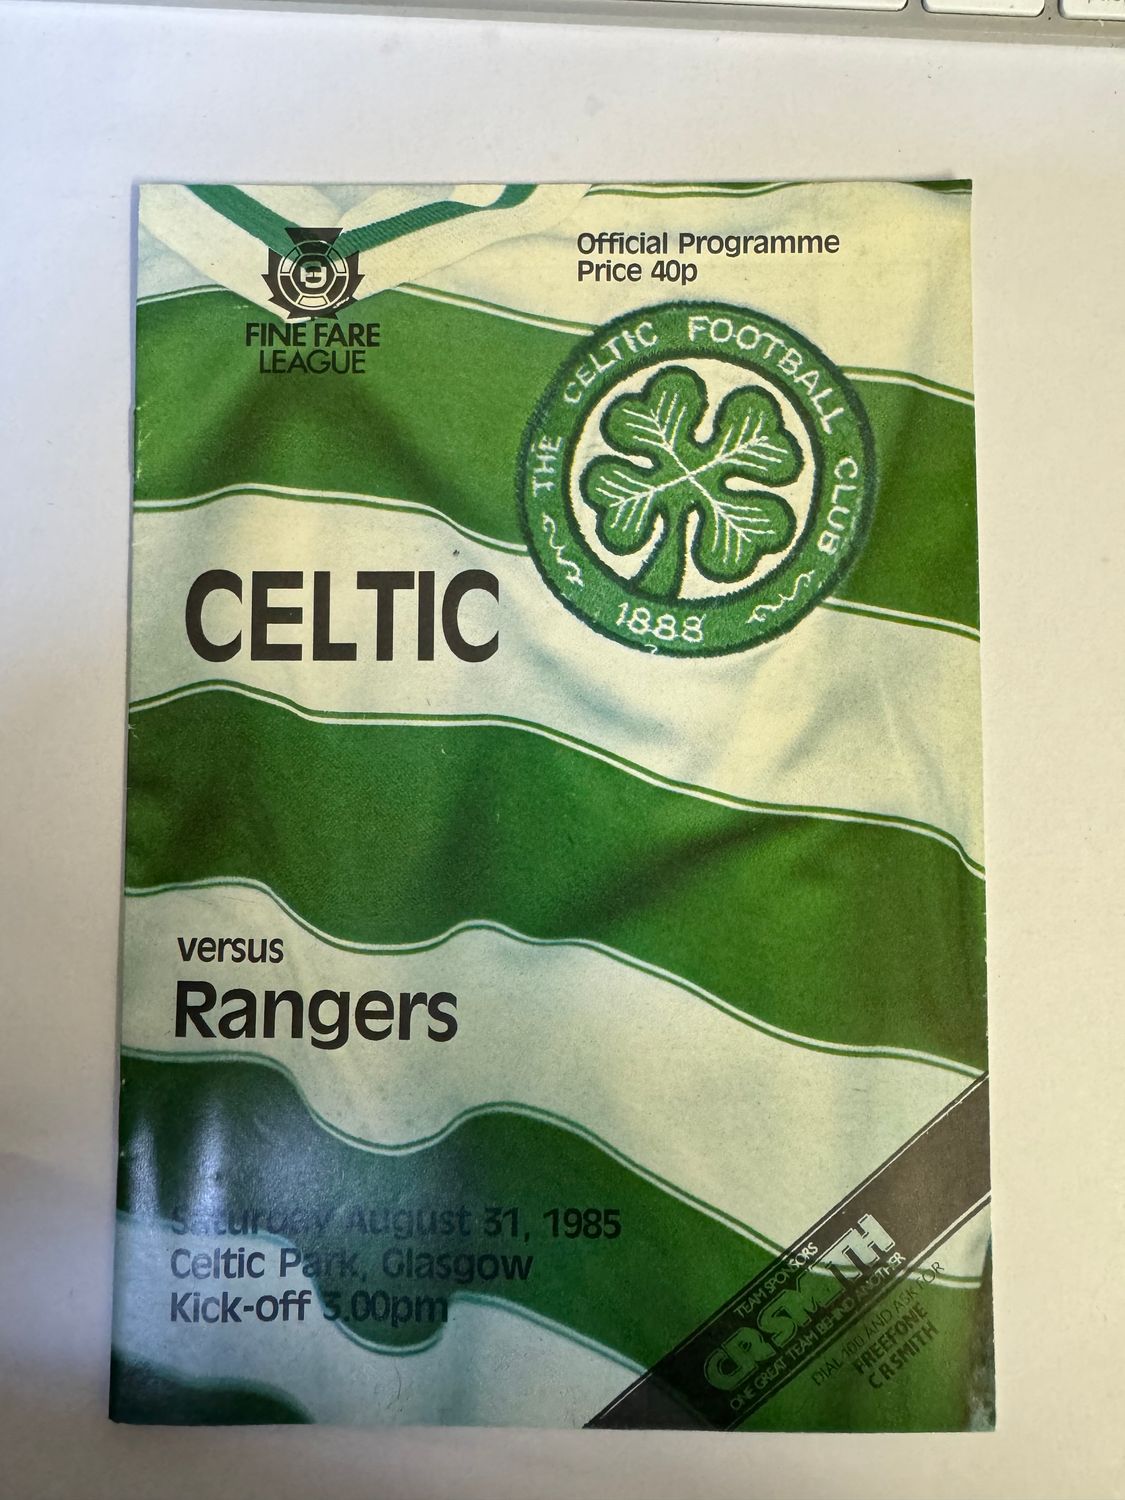 FINE FARE
LEAGUE
Official Programme
Price 40p
THE CELTIC FOOTBALL CLUB
1888
CELTIC
versus
Rangers
Saturday August 31, 1985
Celtic Park, Glasgow
Kick-off 3.00pm
TEAM SPONSORS
CR SMITH
ONE GREAT TEAM BEHIND ANOTHER
DIAL 100 AND ASK FOR
FREEFONE
C R SMITH